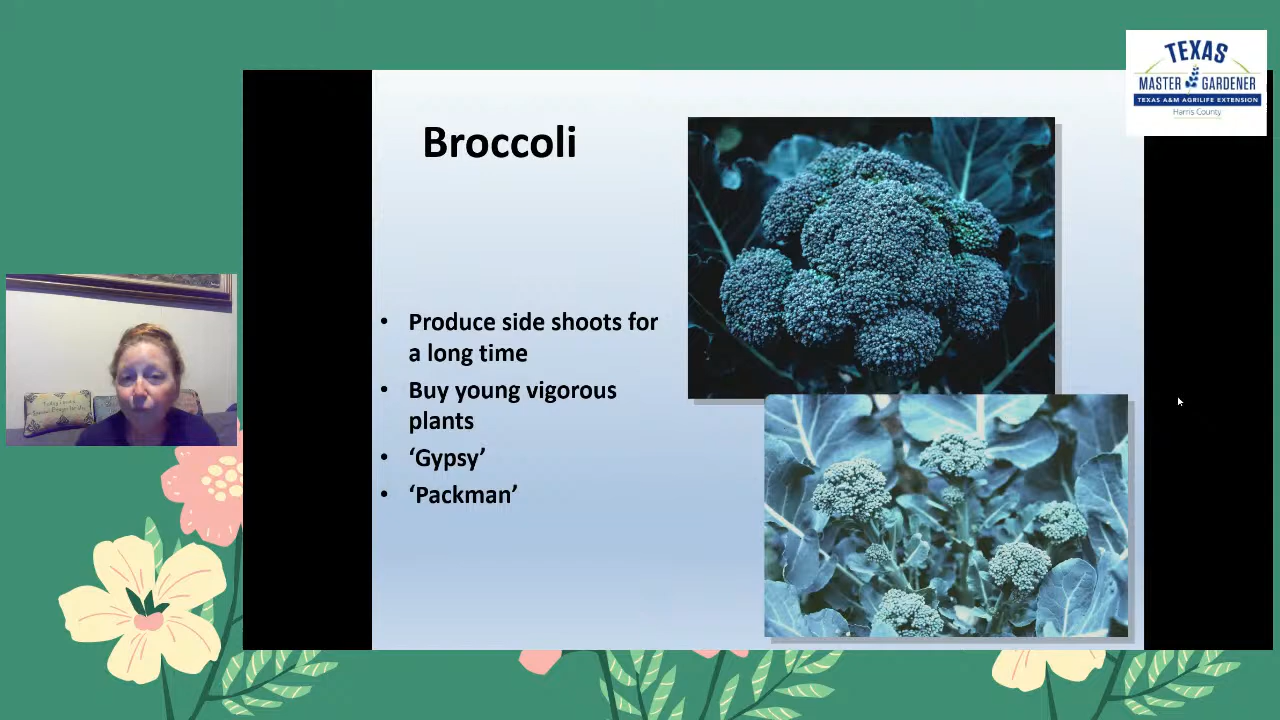 TEXAS
MASTER GARDENER
TEXAS A&M AGRILIFE EXTENSION
Harris County
Broccoli
• Produce side shoots for
a long time
• Buy young vigorous
plants
• ‘Gypsy’
• ‘Packman’